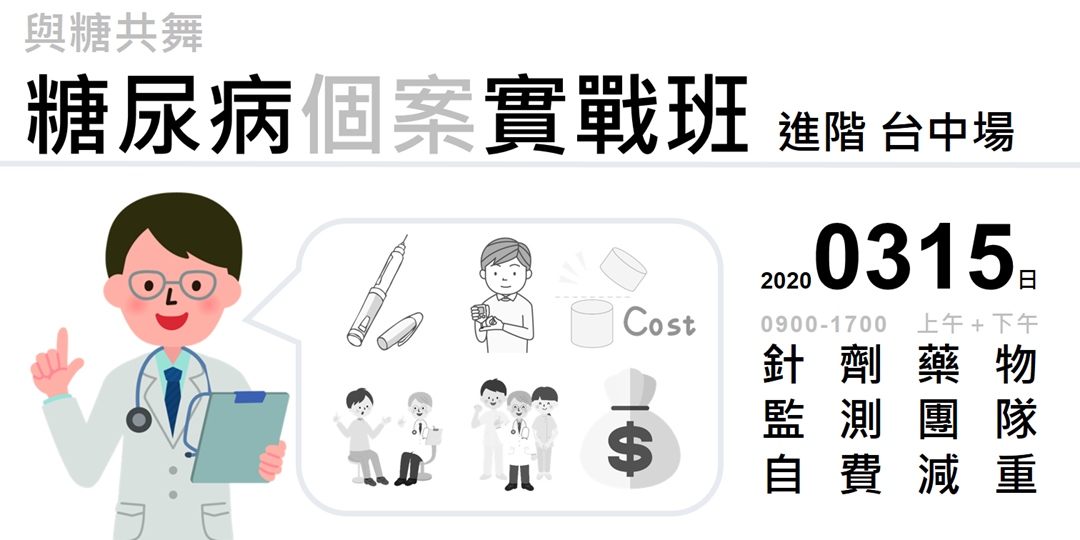 與糖共舞
糖尿病個案實戰班 進階 台中場
Cost
$
2020 0315日
0900-1700 上午+下午
針劑藥物
監測團隊
自費減重